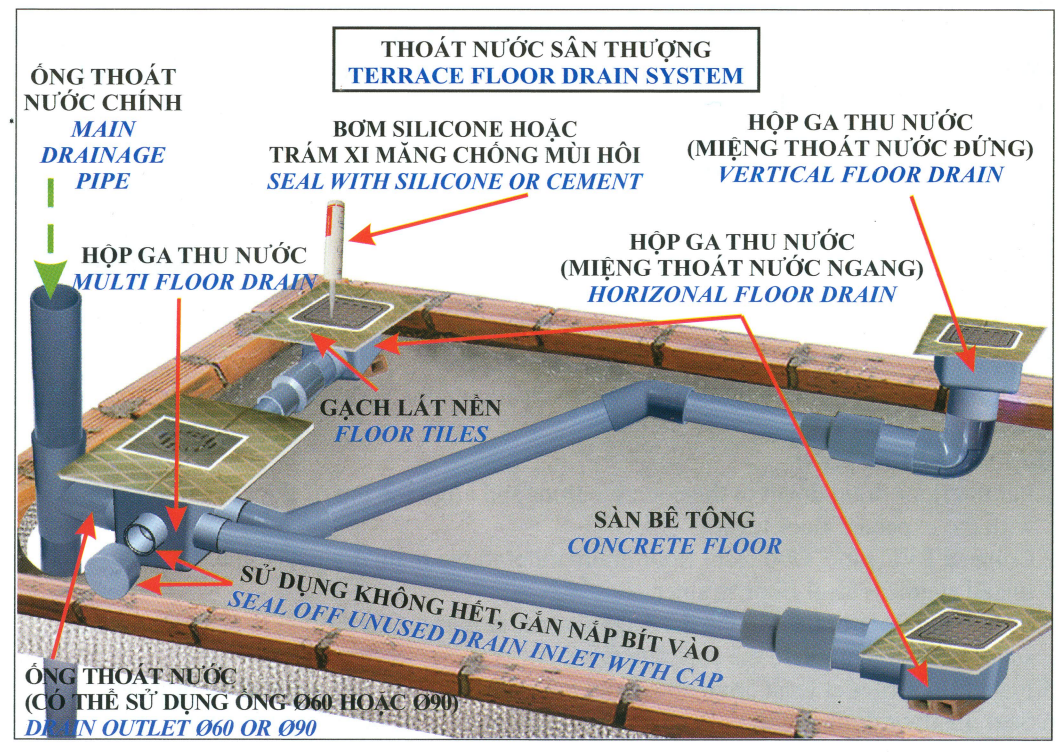 THOÁT NƯỚC SÂN THƯỢNG
TERRACE FLOOR DRAIN SYSTEM
ỐNG THOÁT
NƯỚC CHÍNH
MAIN
DRAINAGE
PIPE
BƠM SILICONE HOẶC
TRÁM XI MĂNG CHỐNG MÙI HÔI
SEAL WITH SILICONE OR CEMENT
HỘP GA THU NƯỚC
(MIỆNG THOÁT NƯỚC ĐỨNG)
VERTICAL FLOOR DRAIN
HỘP GA THU NƯỚC
MULTI FLOOR DRAIN
HỘP GA THU NƯỚC
(MIỆNG THOÁT NƯỚC NGANG)
HORIZONAL FLOOR DRAIN
GẠCH LÁT NỀN
FLOOR TILES
SÀN BÊ TÔNG
CONCRETE FLOOR
SỬ DỤNG KHÔNG HẾT, GẮN NẮP BÍT VÀO
SEAL OFF UNUSED DRAIN INLET WITH CAP
ỐNG THOÁT NƯỚC
(CÓ THỂ SỬ DỤNG ỐNG Ø60 HOẶC Ø90)
DRAIN OUTLET Ø60 OR Ø90